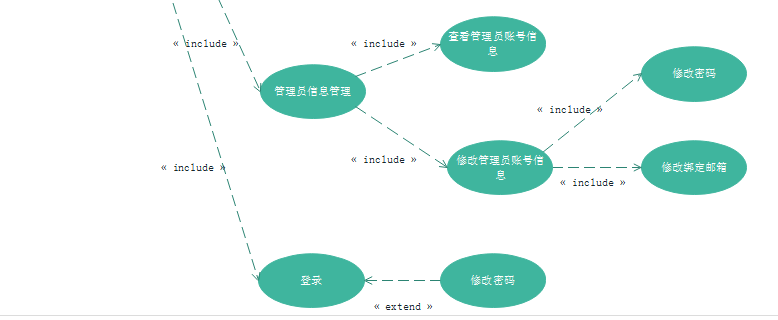 查看管理员账号信
息
« include »
« include »
修改密码
管理员信息管理
« include »
« include »
修改管理员账号信
息
« include »
修改绑定邮箱
« include »
登录
修改密码
« extend »